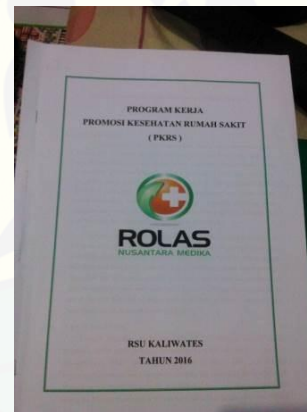 PROGRAM KERJA
PROMOSI KESEHATAN RUMAH SAKIT
( PKRS )
ROLAS
NUSANTARA MEDIKA
RSU KALIWATES
TAHUN 2016